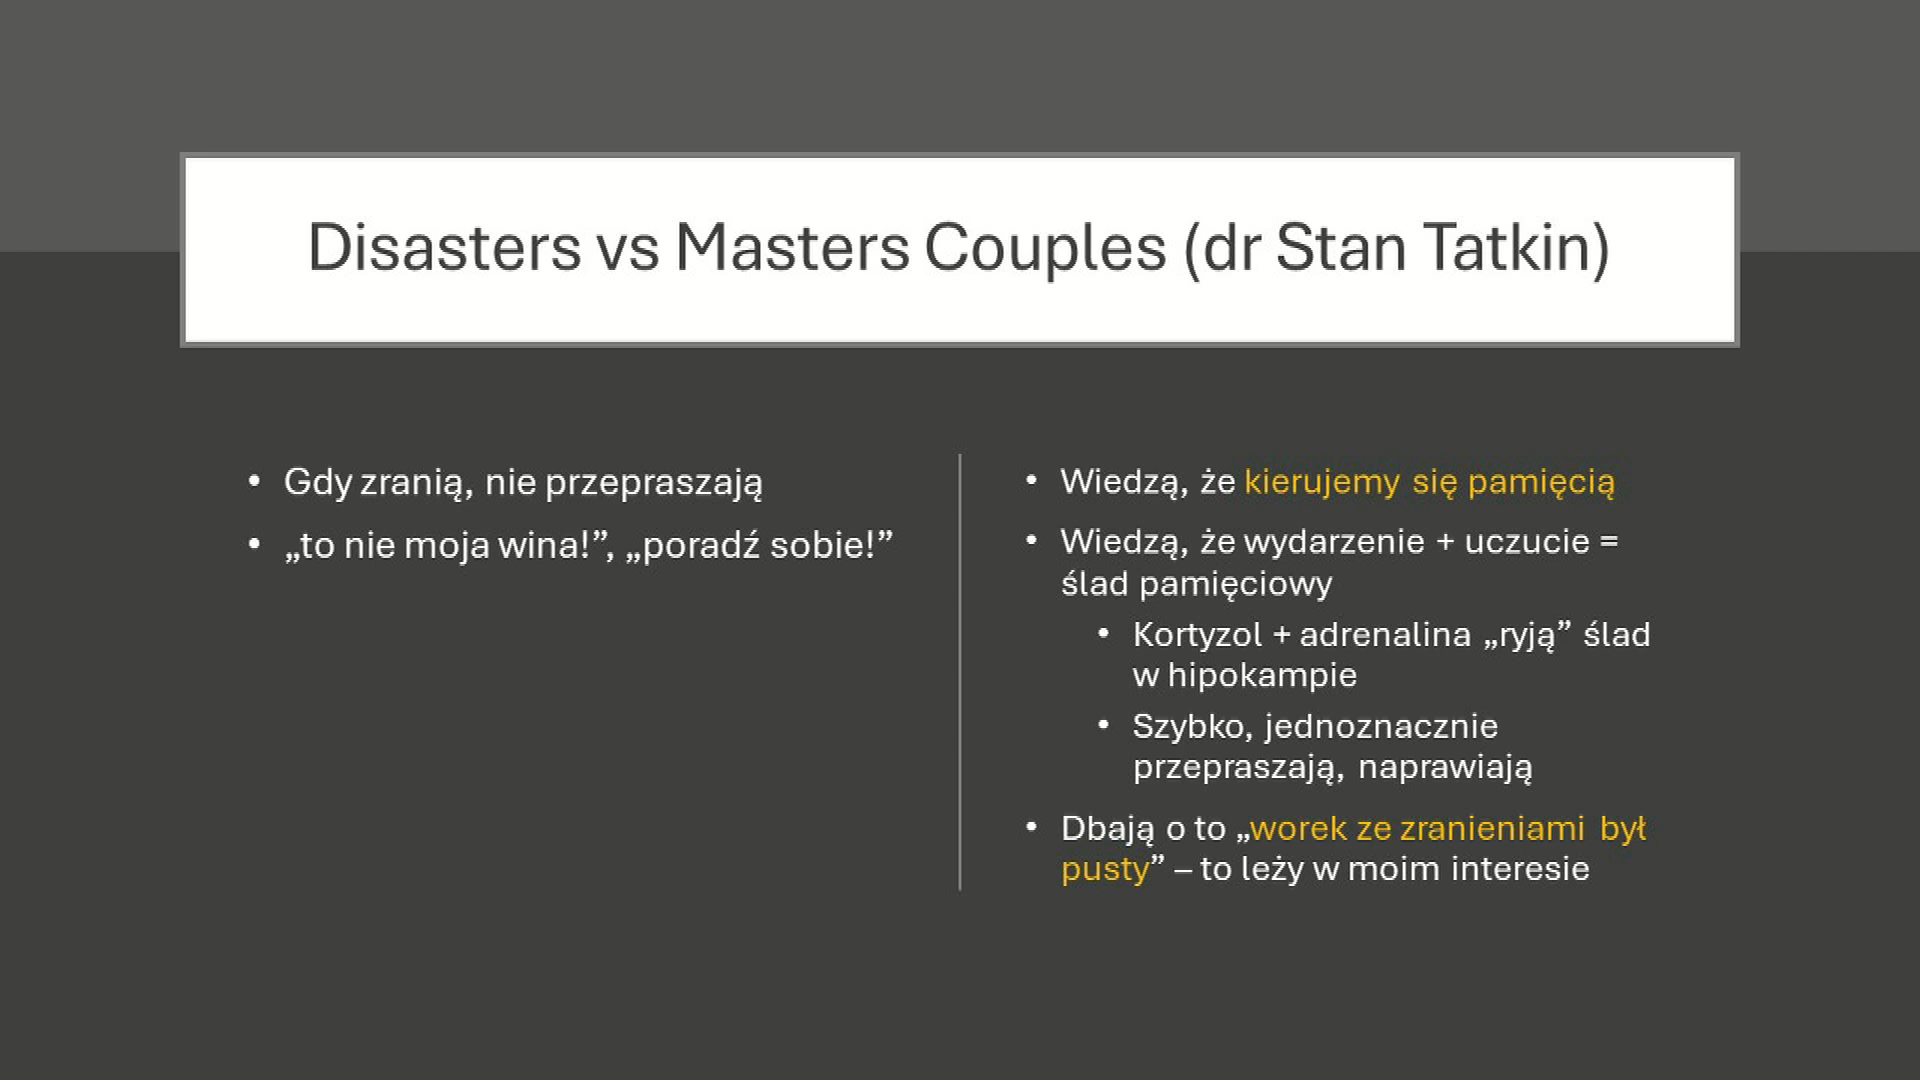 Disasters vs Masters Couples (dr Stan Tatkin)
• Gdy zranią, nie przepraszają
• „to nie moja wina!”, „poradź sobie!”
• Wiedzą, że kierujemy się pamięcią
• Wiedzą, że wydarzenie + uczucie =
ślad pamięciowy
• Kortyzol + adrenalina „ryją” ślad
w hipokampie
• Szybko, jednoznacznie
przepraszają, naprawiają
• Dbają o to „worek ze zranieniami był
pusty” – to leży w moim interesie